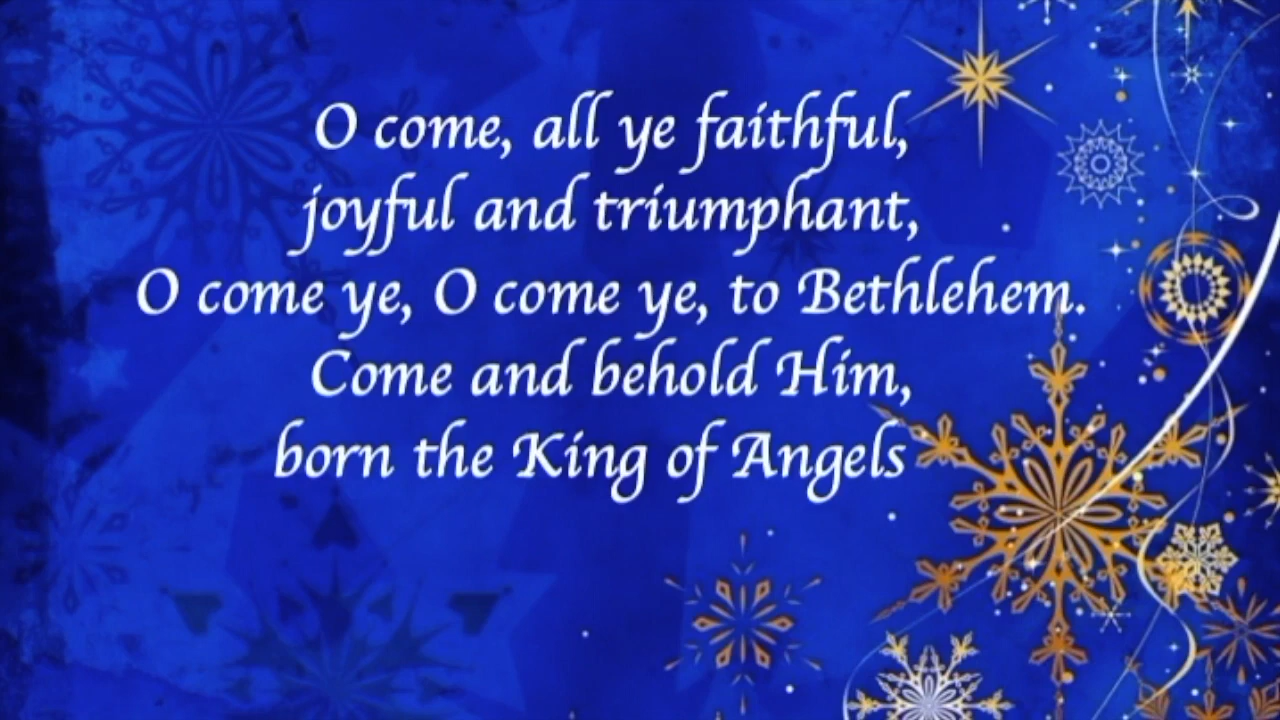 O come, all ye faithful,
joyful and triumphant,
O come ye, O come ye, to Bethlehem.
Come and behold Him,
born the King of Angels